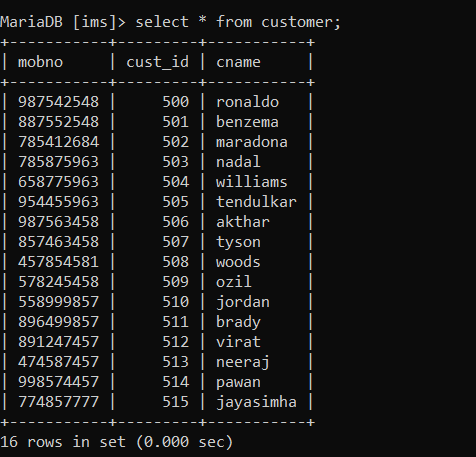 MariaDB [ims]> select * from customer;
+-----------+---------+-----------+
| mobno     | cust_id | cname     |
+-----------+---------+-----------+
| 987542548 |     500 | ronaldo   |
| 887552548 |     501 | benzema   |
| 785412684 |     502 | maradona  |
| 785875963 |     503 | nadal     |
| 658775963 |     504 | williams  |
| 954455963 |     505 | tendulkar |
| 987563458 |     506 | akthar    |
| 857463458 |     507 | tyson     |
| 457854581 |     508 | woods     |
| 578245458 |     509 | ozil      |
| 558999857 |     510 | jordan    |
| 896499857 |     511 | brady     |
| 891247457 |     512 | virat     |
| 474587457 |     513 | neeraj    |
| 998574457 |     514 | pawan     |
| 774857777 |     515 | jayasimha |
+-----------+---------+-----------+
16 rows in set (0.000 sec)